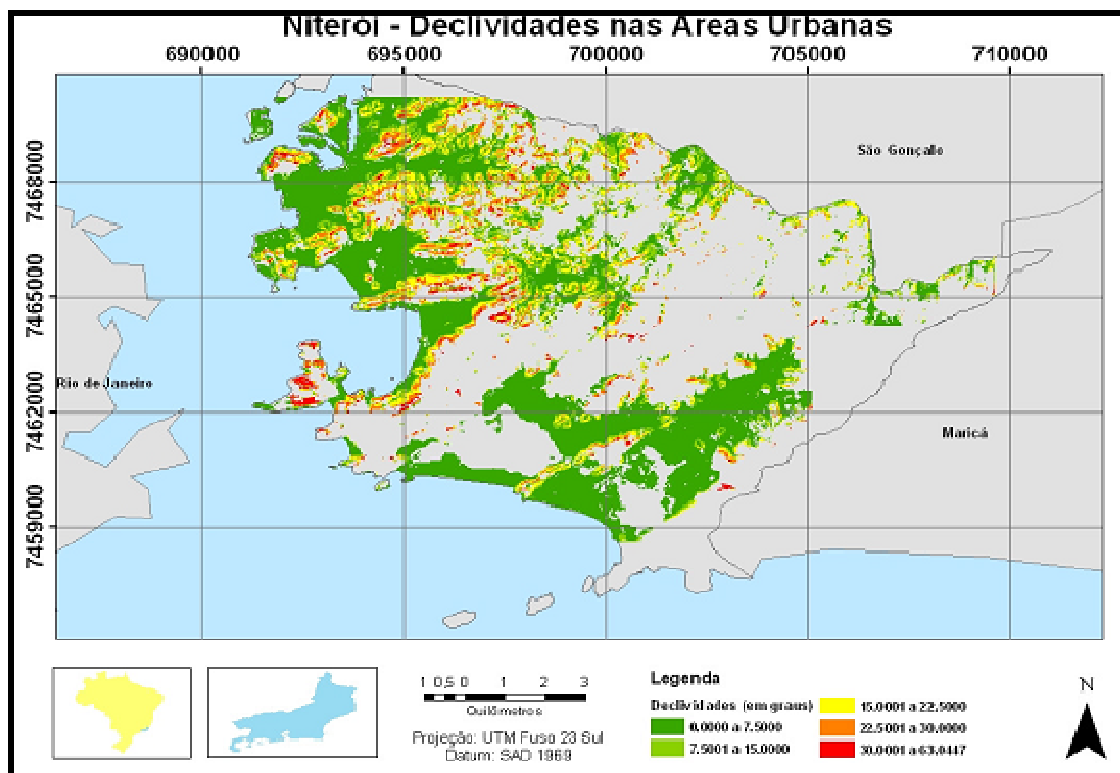 Niterói - Declividades nas Áreas Urbanas
690000 695000 700000 705000 710000
7468000
7465000
7462000
7459000
São Gonçalo
Rio de Janeiro
Maricá
1 0,5 0 1 2 3
Quilômetros
Projeção: UTM Fuso 23 Sul
Datum: SAD 1969
Legenda
Declividades (em graus)
0.0000 a 7.5000
7.5001 a 15.0000
15.0001 a 22.5000
22.5001 a 30.0000
30.0001 a 63.0447
N